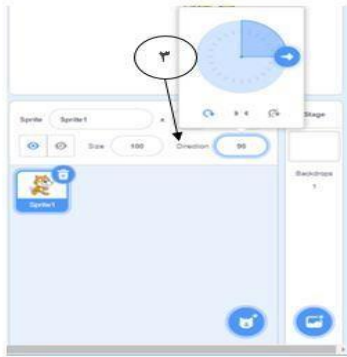 ٣
Sprite Sprite1 x Stage
Size 100 Direction 90
Backdrops
1
Sprite1